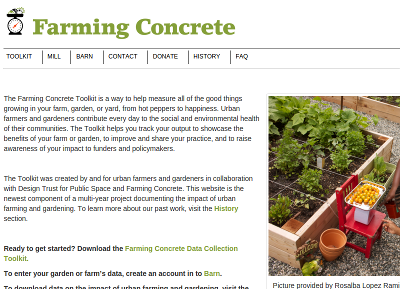 Farming Concrete
TOOLKIT MILL BARN CONTACT DONATE HISTORY FAQ
The Farming Concrete Toolkit is a way to help measure all of the good things
growing in your farm, garden, or yard, from hot peppers to happiness. Urban
farmers and gardeners contribute every day to the social and environmental health
of their communities. The Toolkit helps you track your output to showcase the
benefits of your farm or garden, to improve and share your practice, and to raise
awareness of your impact to funders and policymakers.
The Toolkit was created by and for urban farmers and gardeners in collaboration
with Design Trust for Public Space and Farming Concrete. This website is the
newest component of a multi-year project documenting the impact of urban
farming and gardening. To learn more about our past work, visit the History
section.
Ready to get started? Download the Farming Concrete Data Collection
Toolkit.
To enter your garden or farm's data, create an account in to Barn.
To download data on the impact of urban farming and gardening, visit the
Picture provided by Rosalba Lopez Rami